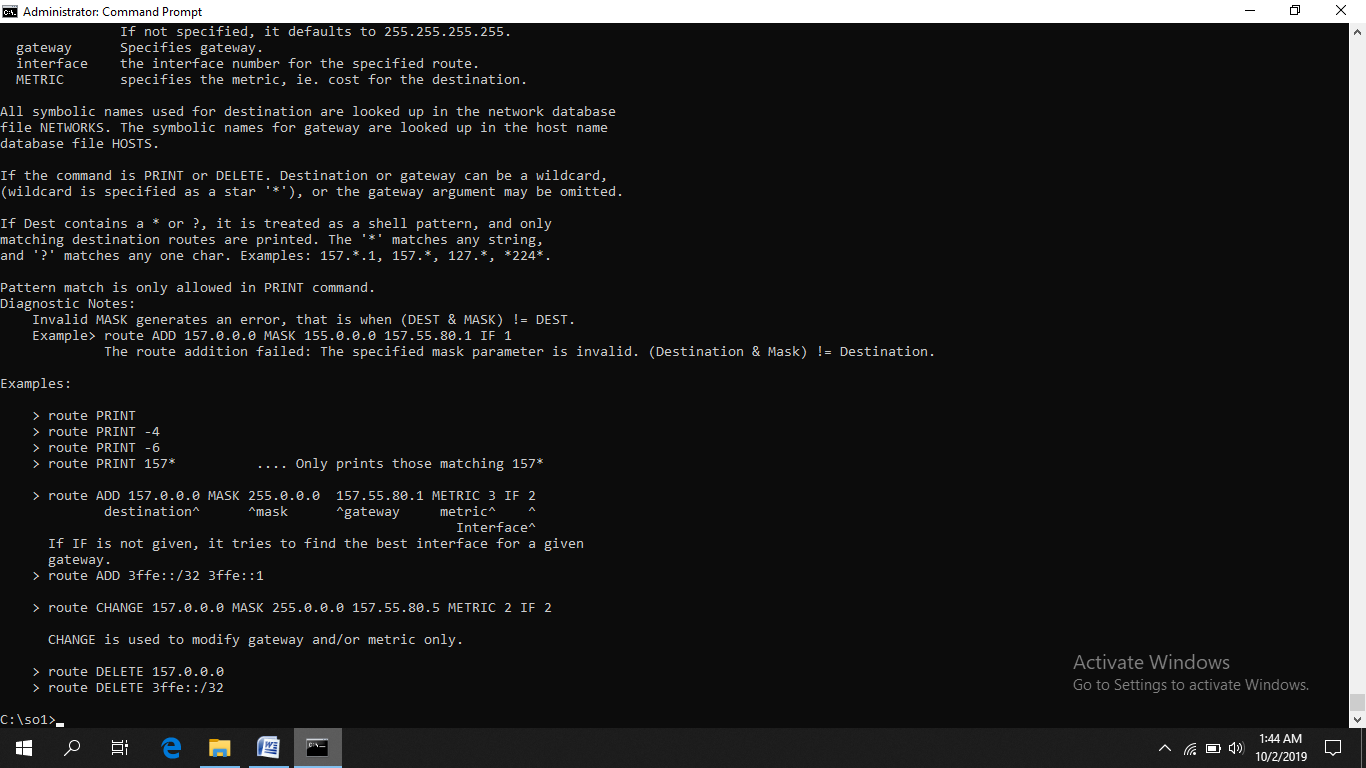 Administrator: Command Prompt
If not specified, it defaults to 255.255.255.255.
gateway      Specifies gateway.
interface    the interface number for the specified route.
METRIC       specifies the metric, ie. cost for the destination.
All symbolic names used for destination are looked up in the network database
file NETWORKS. The symbolic names for gateway are looked up in the host name
database file HOSTS.
If the command is PRINT or DELETE. Destination or gateway can be a wildcard,
(wildcard is specified as a star '*'), or the gateway argument may be omitted.
If Dest contains a * or ?, it is treated as a shell pattern, and only
matching destination routes are printed. The '*' matches any string,
and '?' matches any one char. Examples: 157.*.1, 157.*, 127.*, *224*.
Pattern match is only allowed in PRINT command.
Diagnostic Notes:
Invalid MASK generates an error, that is when (DEST & MASK) != DEST.
Example> route ADD 157.0.0.0 MASK 155.0.0.0 157.55.80.1 IF 1
The route addition failed: The specified mask parameter is invalid. (Destination & Mask) != Destination.
Examples:
> route PRINT
> route PRINT -4
> route PRINT -6
> route PRINT 157*          .... Only prints those matching 157*
> route ADD 157.0.0.0 MASK 255.0.0.0  157.55.80.1 METRIC 3 IF 2
destination^      ^mask      ^gateway     metric^    ^
Interface^
If IF is not given, it tries to find the best interface for a given
gateway.
> route ADD 3ffe::/32 3ffe::1
> route CHANGE 157.0.0.0 MASK 255.0.0.0 157.55.80.5 METRIC 2 IF 2
CHANGE is used to modify gateway and/or metric only.
> route DELETE 157.0.0.0
> route DELETE 3ffe::/32
C:\so1>
Activate Windows
Go to Settings to activate Windows.
1:44 AM
10/2/2019